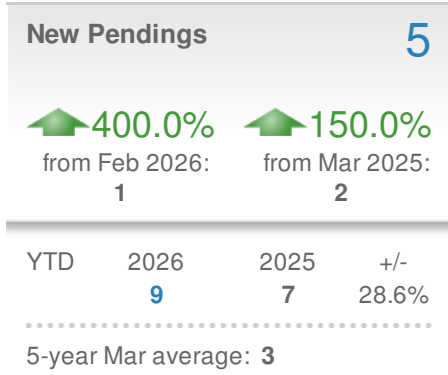 New Pendings 5
400.0% 150.0%
from Feb 2026: from Mar 2025:
1 2
YTD 2026 2025 +/-
9 7 28.6%
5-year Mar average: 3